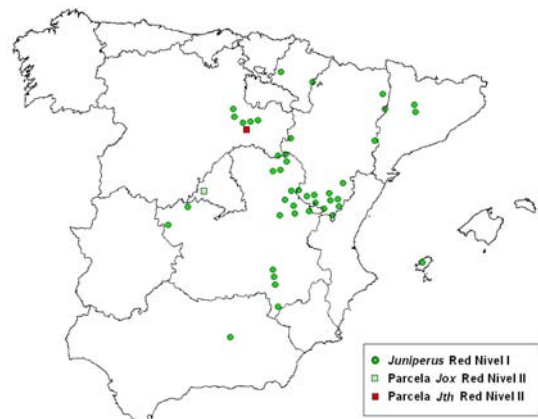 Juniperus Red Nivel I
Parcela Jox Red Nivel II
Parcela Jth Red Nivel II